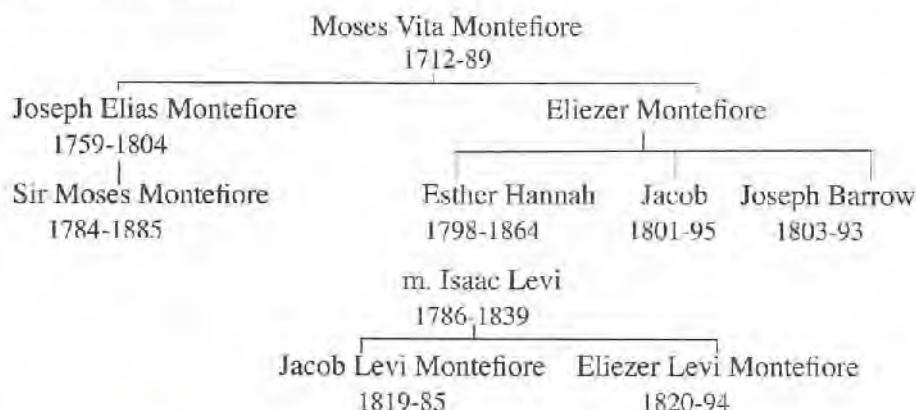 Moses Vita Montefiore
1712-89
Joseph Elias Montefiore Eliezer Montefiore
1759-1804
Sir Moses Montefiore Esther Hannah Jacob Joseph Barrow
1784-1885 1798-1864 1801-95 1803-93
m. Isaac Levi
1786-1839
Jacob Levi Montefiore Eliezer Levi Montefiore
1819-85 1820-94